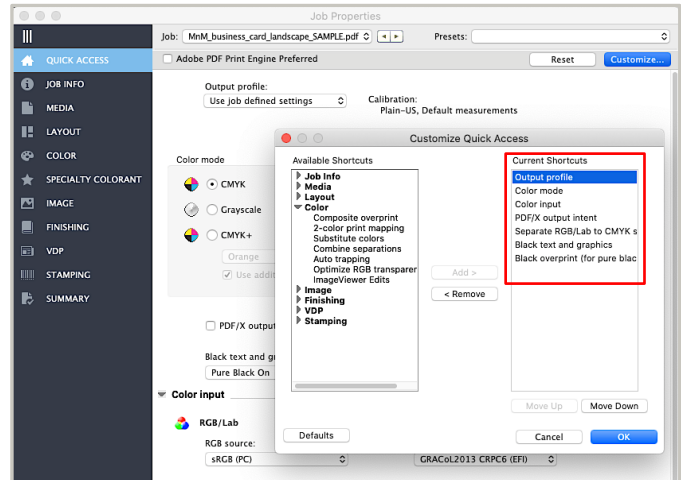 Job Properties
Job: MnM_business_card_landscape_SAMPLE.pdf
Presets:
QUICK ACCESS
Adobe PDF Print Engine Preferred
Reset
Customize...
JOB INFO
MEDIA
LAYOUT
COLOR
SPECIALTY COLORANT
IMAGE
FINISHING
VDP
STAMPING
SUMMARY
Output profile:
Use job defined settings
Calibration:
Plain-US, Default measurements
Color mode
CMYK
Grayscale
CMYK+
Orange
Use addit
PDF/X output
Black text and g
Pure Black On
Color input
RGB/Lab
RGB source:
sRGB (PC)
GRACoL2013 CRPC6 (EFI)
Customize Quick Access
Available Shortcuts
Job Info
Media
Layout
Color
Composite overprint
2-color print mapping
Substitute colors
Combine separations
Auto trapping
Optimize RGB transparer
ImageViewer Edits
Image
Finishing
VDP
Stamping
Add >
< Remove
Current Shortcuts
Output profile
Color mode
Color input
PDF/X output intent
Separate RGB/Lab to CMYK s
Black text and graphics
Black overprint (for pure blac
Move Up
Move Down
Defaults
Cancel
OK